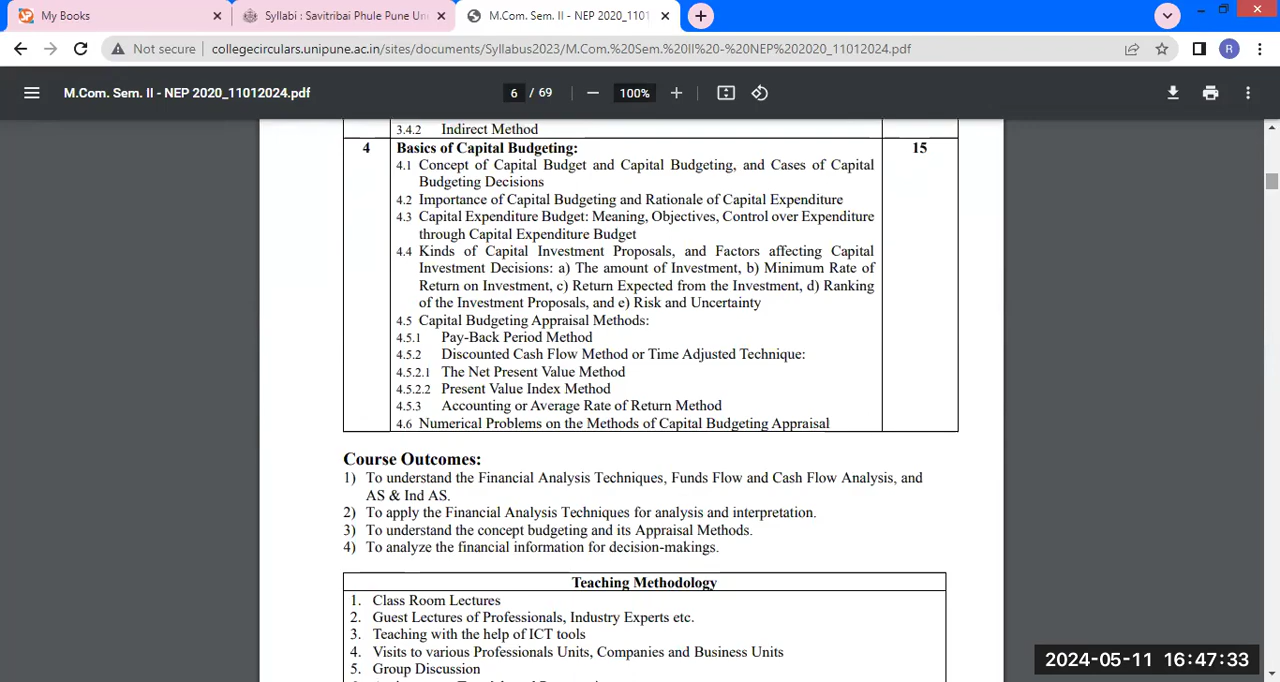 My Books
Syllabi : Savitribai Phule Pune Uni
M.Com. Sem. II - NEP 2020_1101
Not secure
collegecirculars.unipune.ac.in/sites/documents/Syllabus2023/M.Com.%20Sem.%20II%20-%20NEP%202020_11012024.pdf
R
M.Com. Sem. II - NEP 2020_11012024.pdf
6 / 69
100%
3.4.2 Indirect Method
4 Basics of Capital Budgeting: 15
4.1 Concept of Capital Budget and Capital Budgeting, and Cases of Capital
Budgeting Decisions
4.2 Importance of Capital Budgeting and Rationale of Capital Expenditure
4.3 Capital Expenditure Budget: Meaning, Objectives, Control over Expenditure
through Capital Expenditure Budget
4.4 Kinds of Capital Investment Proposals, and Factors affecting Capital
Investment Decisions: a) The amount of Investment, b) Minimum Rate of
Return on Investment, c) Return Expected from the Investment, d) Ranking
of the Investment Proposals, and e) Risk and Uncertainty
4.5 Capital Budgeting Appraisal Methods:
4.5.1 Pay-Back Period Method
4.5.2 Discounted Cash Flow Method or Time Adjusted Technique:
4.5.2.1 The Net Present Value Method
4.5.2.2 Present Value Index Method
4.5.3 Accounting or Average Rate of Return Method
4.6 Numerical Problems on the Methods of Capital Budgeting Appraisal
Course Outcomes:
1) To understand the Financial Analysis Techniques, Funds Flow and Cash Flow Analysis, and
AS & Ind AS.
2) To apply the Financial Analysis Techniques for analysis and interpretation.
3) To understand the concept budgeting and its Appraisal Methods.
4) To analyze the financial information for decision-makings.
Teaching Methodology
1. Class Room Lectures
2. Guest Lectures of Professionals, Industry Experts etc.
3. Teaching with the help of ICT tools
4. Visits to various Professionals Units, Companies and Business Units
5. Group Discussion
2024-05-11 16:47:33